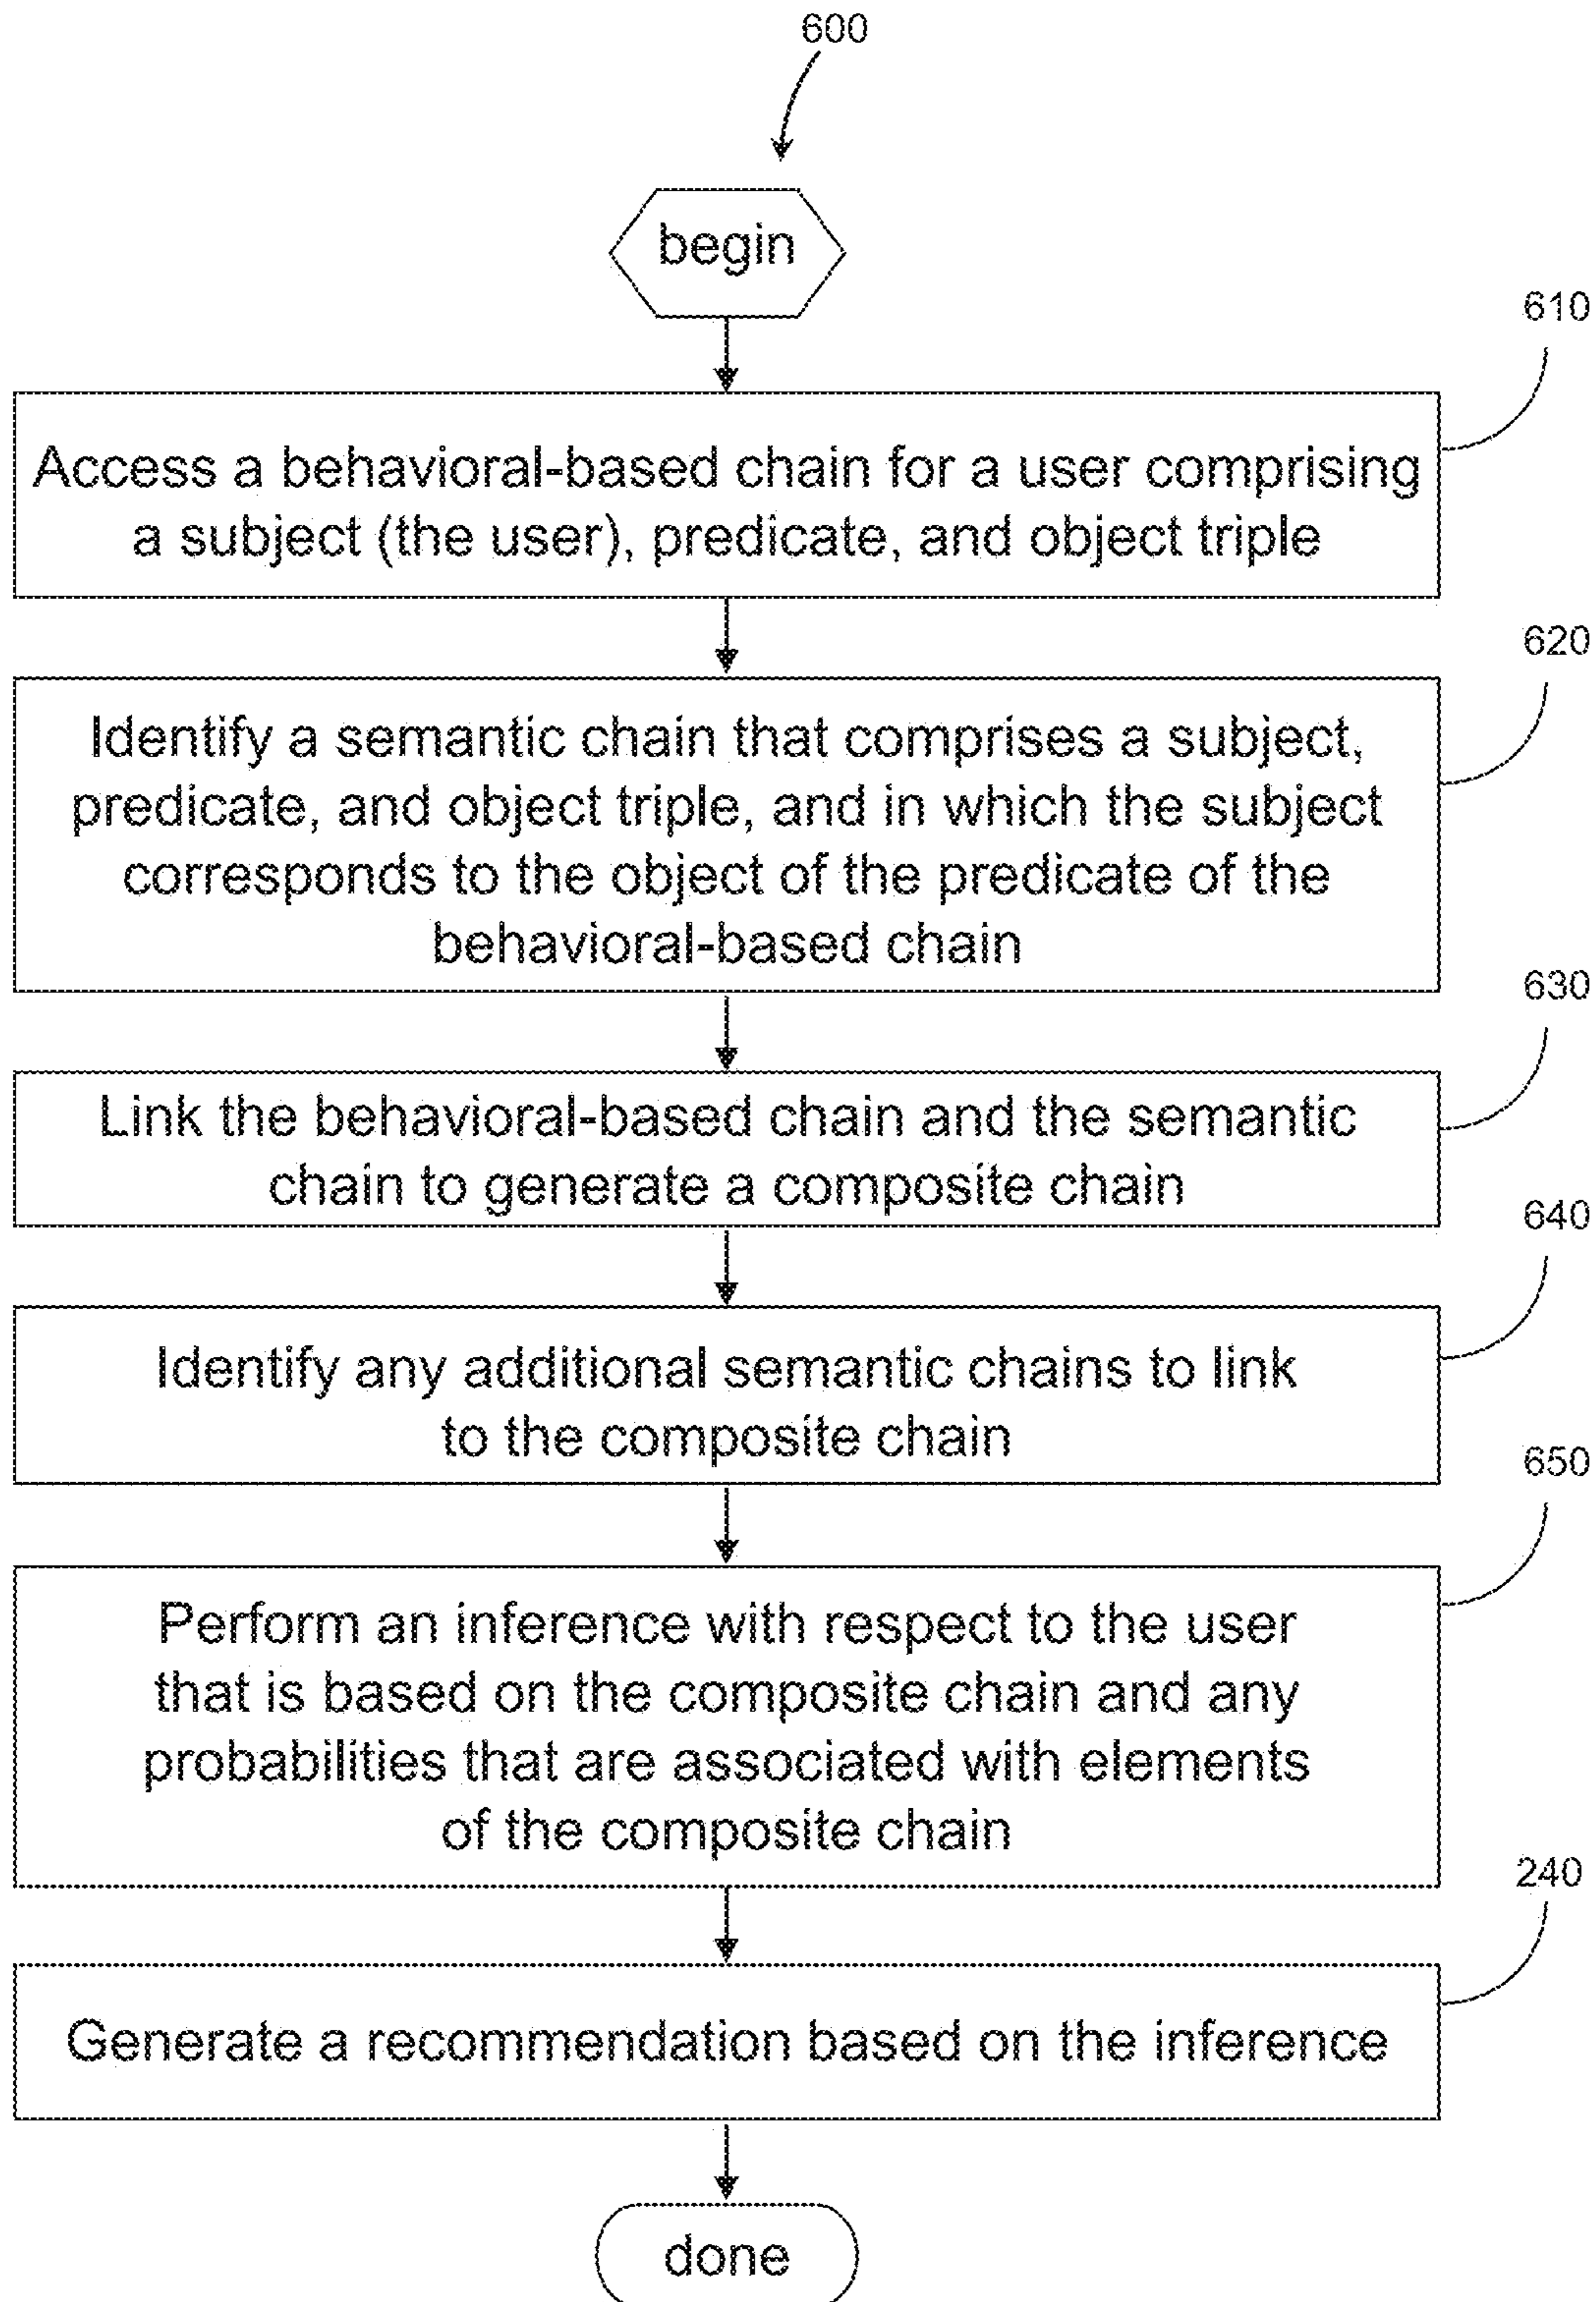 600
begin
610
Access a behavioral-based chain for a user comprising
a subject (the user), predicate, and object triple
620
Identify a semantic chain that comprises a subject,
predicate, and object triple, and in which the subject
corresponds to the object of the predicate of the
behavioral-based chain
630
Link the behavioral-based chain and the semantic
chain to generate a composite chain
640
Identify any additional semantic chains to link
to the composite chain
650
Perform an inference with respect to the user
that is based on the composite chain and any
probabilities that are associated with elements
of the composite chain
240
Generate a recommendation based on the inference
done